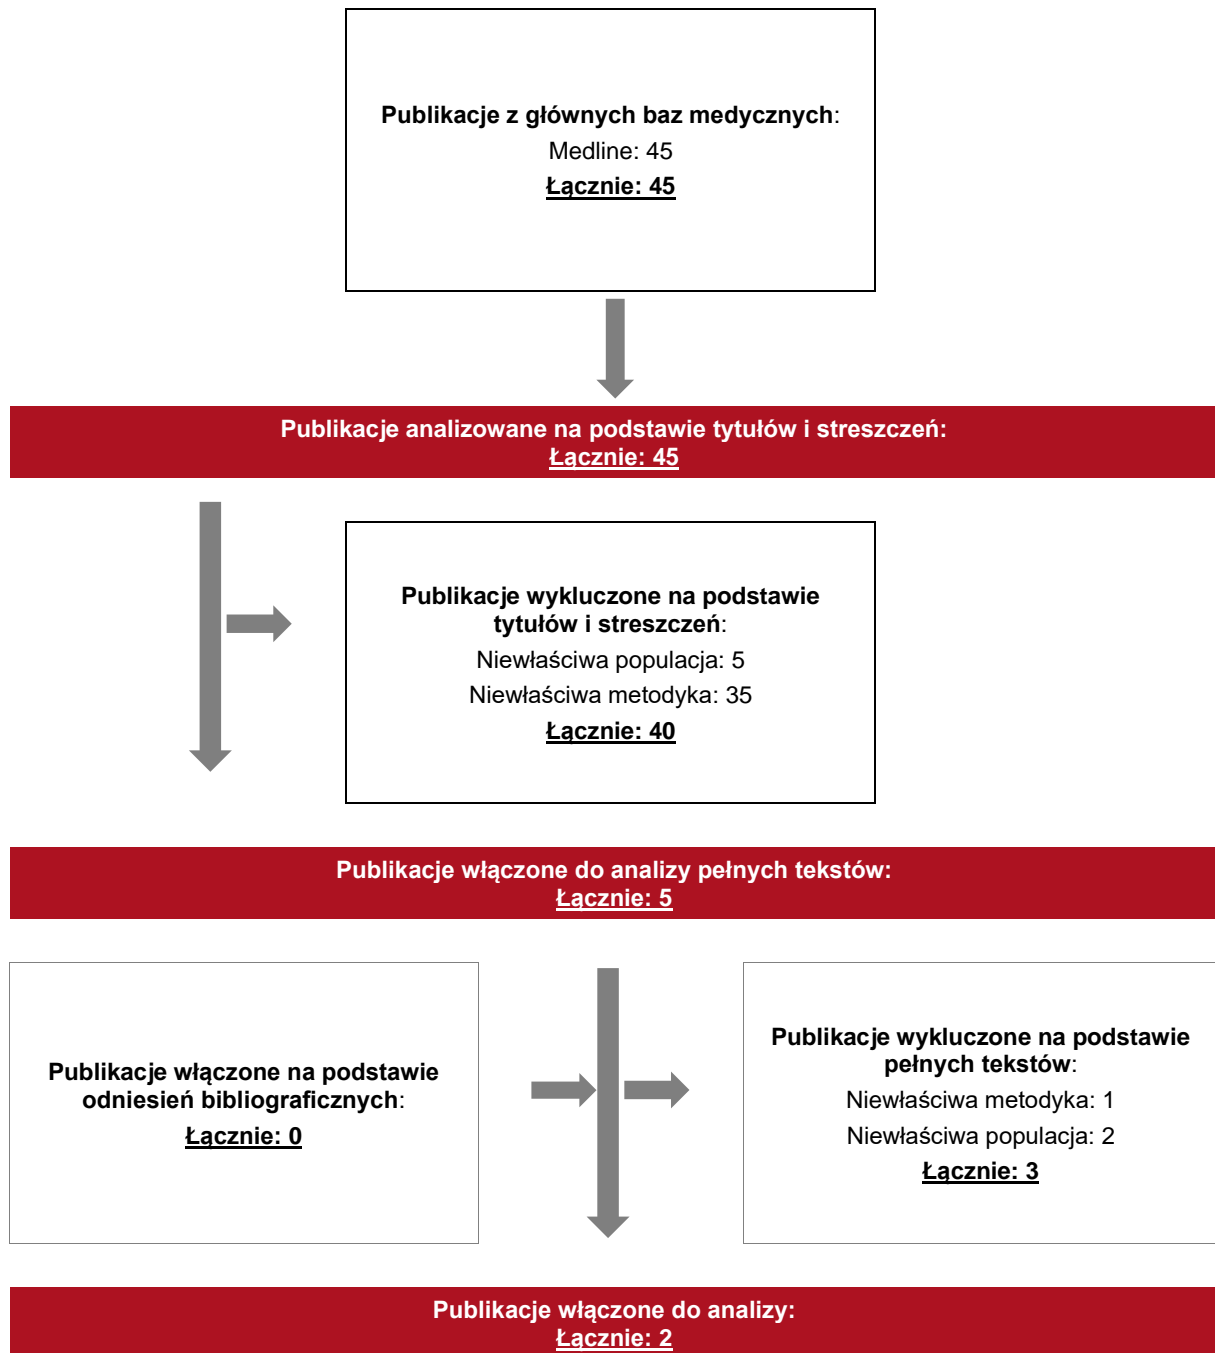 Publikacje z głównych baz medycznych:
Medline: 45
Łącznie: 45
Publikacje analizowane na podstawie tytułów i streszczeń:
Łącznie: 45
Publikacje wykluczone na podstawie
tytułów i streszczeń:
Niewłaściwa populacja: 5
Niewłaściwa metodyka: 35
Łącznie: 40
Publikacje włączone do analizy pełnych tekstów:
Łącznie: 5
Publikacje włączone na podstawie
odniesień bibliograficznych:
Łącznie: 0
Publikacje wykluczone na podstawie
pełnych tekstów:
Niewłaściwa metodyka: 1
Niewłaściwa populacja: 2
Łącznie: 3
Publikacje włączone do analizy:
Łącznie: 2